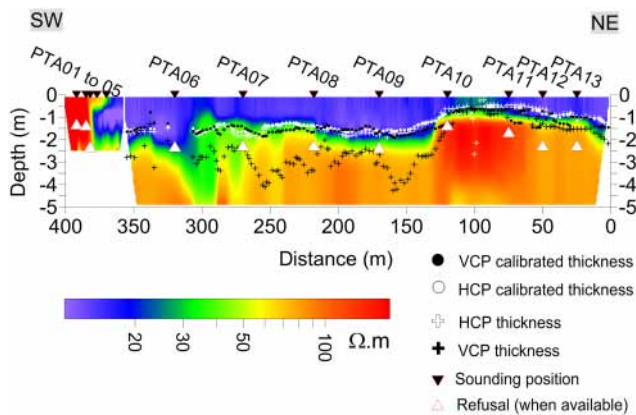 SW
NE
PTA01 to 05
PTA06
PTA07
PTA08
PTA09
PTA10
PTA11
PTA12
PTA13
Depth (m)
0
-1
-2
-3
-4
-5
0
-1
-2
-3
-4
-5
400 350 300 250 200 150 100 50 0
Distance (m)
VCP calibrated thickness
HCP calibrated thickness
HCP thickness
VCP thickness
Sounding position
Refusal (when available)
20 30 50 100
Ω.m